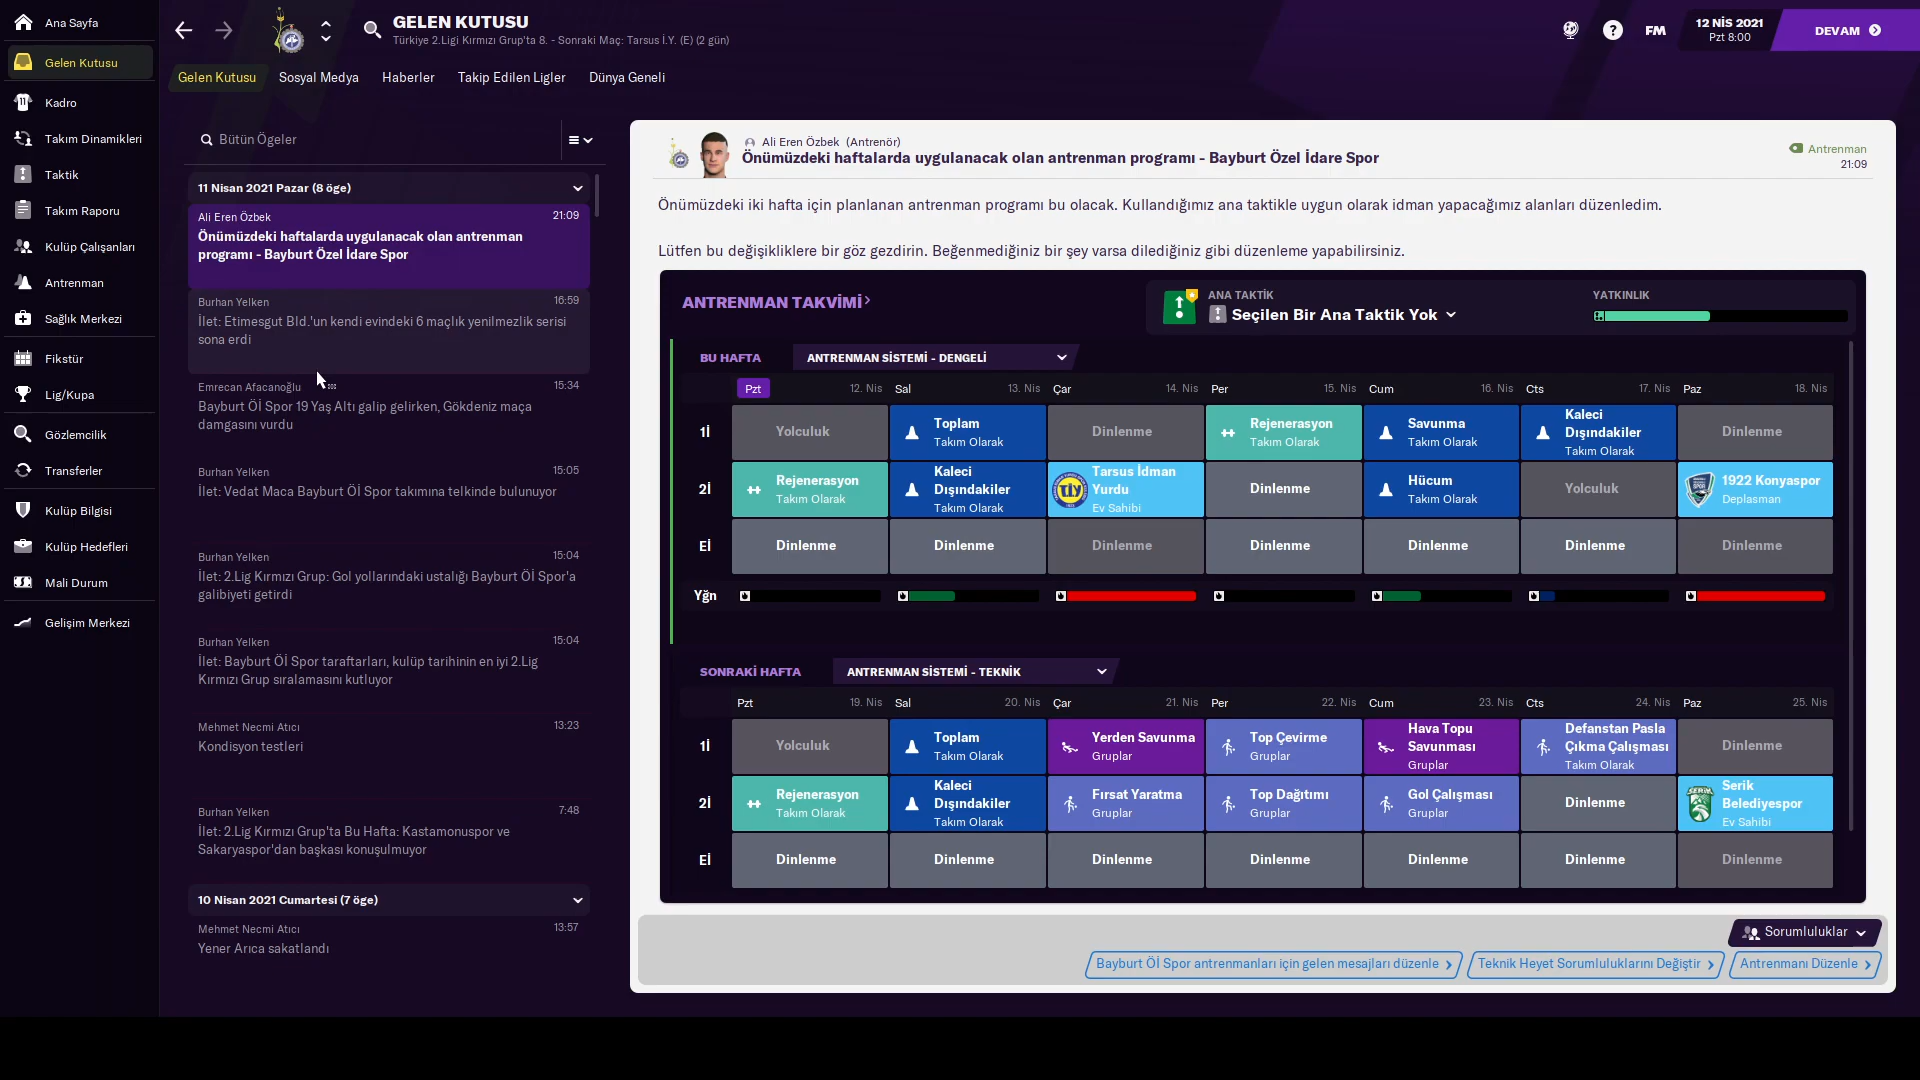 Ana Sayfa
Gelen Kutusu
Kadro
Takım Dinamikleri
Taktik
Takım Raporu
Kulüp Çalışanları
Antrenman
Sağlık Merkezi
Fikstür
Lig/Kupa
Gözlemcilik
Transferler
Kulüp Bilgisi
Kulüp Hedefleri
Mali Durum
Gelişim Merkezi
GELEN KUTUSU
Türkiye 2.Ligi Kırmızı Grup'ta 8. - Sonraki Maç: Tarsus İ.Y. (E) (2 gün)
FM
12 NİS 2021
Pzt 8:00
DEVAM
Gelen Kutusu Sosyal Medya Haberler Takip Edilen Ligler Dünya Geneli
Bütün Ögeler
11 Nisan 2021 Pazar (8 öge)
Ali Eren Özbek 21:09
Önümüzdeki haftalarda uygulanacak olan antrenman
programı - Bayburt Özel İdare Spor
Burhan Yelken 16:59
İlet: Etimesgut Bld.'un kendi evindeki 6 maçlık yenilmezlik serisi
sona erdi
Emrecan Afacanoğlu 15:34
Bayburt Öİ Spor 19 Yaş Altı galip gelirken, Gökdeniz maça
damgasını vurdu
Burhan Yelken 15:05
İlet: Vedat Maca Bayburt Öİ Spor takımına telkinde bulunuyor
Burhan Yelken 15:04
İlet: 2.Lig Kırmızı Grup: Gol yollarındaki ustalığı Bayburt Öİ Spor'a
galibiyeti getirdi
Burhan Yelken 15:04
İlet: Bayburt Öİ Spor taraftarları, kulüp tarihinin en iyi 2.Lig
Kırmızı Grup sıralamasını kutluyor
Mehmet Necmi Atıcı 13:23
Kondisyon testleri
Burhan Yelken 7:48
İlet: 2.Lig Kırmızı Grup'ta Bu Hafta: Kastamonuspor ve
Sakaryaspor'dan başkası konuşulmuyor
10 Nisan 2021 Cumartesi (7 öge)
Mehmet Necmi Atıcı 13:57
Yener Arıca sakatlandı
Ali Eren Özbek (Antrenör)
Önümüzdeki haftalarda uygulanacak olan antrenman programı - Bayburt Özel İdare Spor
Antrenman
21:09
Önümüzdeki iki hafta için planlanan antrenman programı bu olacak. Kullandığımız ana taktikle uygun olarak idman yapacağımız alanları düzenledim.
Lütfen bu değişikliklere bir göz gezdirin. Beğenmediğiniz bir şey varsa dilediğiniz gibi düzenleme yapabilirsiniz.
ANTRENMAN TAKVİMİ
ANA TAKTİK
Seçilen Bir Ana Taktik Yok
YATKINLIK
BU HAFTA ANTRENMAN SİSTEMİ - DENGELİ
Pzt 12. Nis Sal 13. Nis Çar 14. Nis Per 15. Nis Cum 16. Nis Cts 17. Nis Paz 18. Nis
1İ
Yolculuk
Toplam
Takım Olarak
Dinlenme
Rejenerasyon
Takım Olarak
Savunma
Takım Olarak
Kaleci
Dışındakiler
Takım Olarak
Dinlenme
2İ
Rejenerasyon
Takım Olarak
Kaleci
Dışındakiler
Takım Olarak
TİY
Tarsus İdman
Yurdu
Ev Sahibi
Dinlenme
Hücum
Takım Olarak
Yolculuk
1922 Konyaspor
Deplasman
Eİ
Dinlenme
Dinlenme
Dinlenme
Dinlenme
Dinlenme
Dinlenme
Dinlenme
Yğn
SONRAKİ HAFTA ANTRENMAN SİSTEMİ - TEKNİK
Pzt 19. Nis Sal 20. Nis Çar 21. Nis Per 22. Nis Cum 23. Nis Cts 24. Nis Paz 25. Nis
1İ
Yolculuk
Toplam
Takım Olarak
Yerden Savunma
Gruplar
Top Çevirme
Gruplar
Hava Topu
Savunması
Gruplar
Defanstan Pasla
Çıkma Çalışması
Takım Olarak
Dinlenme
2İ
Rejenerasyon
Takım Olarak
Kaleci
Dışındakiler
Takım Olarak
Fırsat Yaratma
Gruplar
Top Dağıtımı
Gruplar
Gol Çalışması
Gruplar
Dinlenme
SERİK
Serik
Belediyespor
Ev Sahibi
Eİ
Dinlenme
Dinlenme
Dinlenme
Dinlenme
Dinlenme
Dinlenme
Dinlenme
Sorumluluklar
Bayburt Öİ Spor antrenmanları için gelen mesajları düzenle
Teknik Heyet Sorumluluklarını Değiştir
Antrenmanı Düzenle